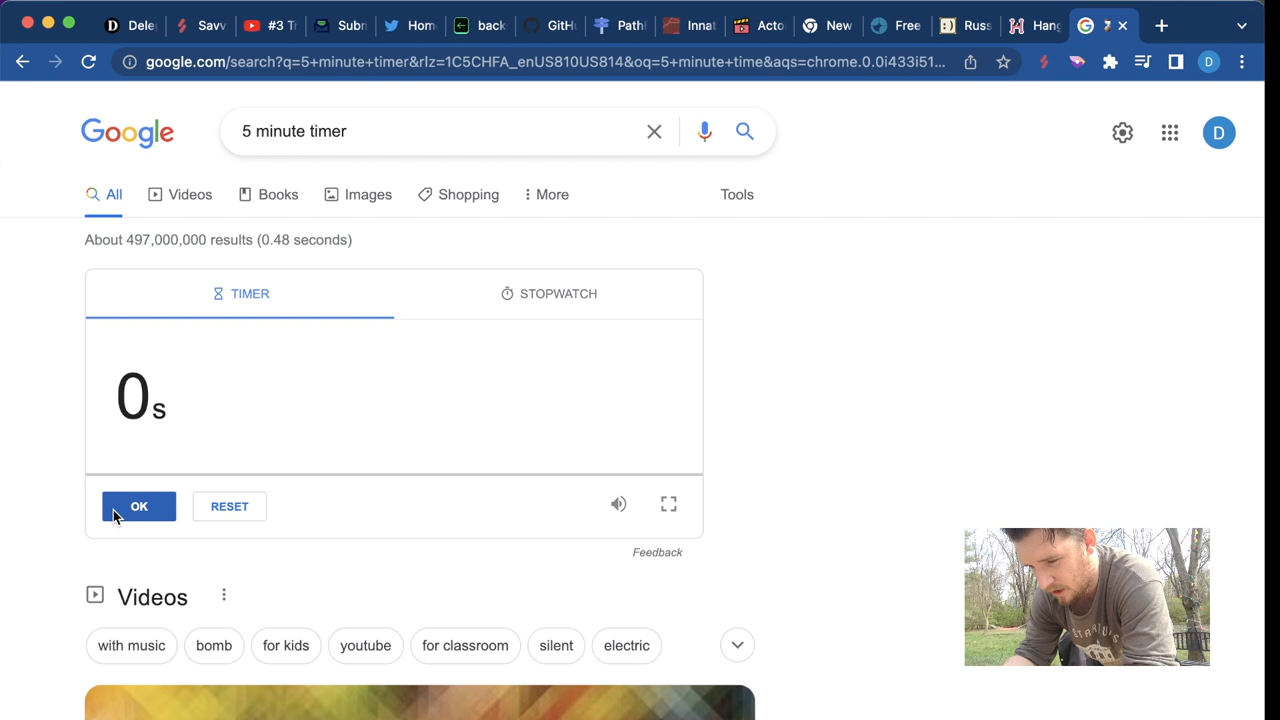 Dele Savv #3 Tr Subn Hom back GitH Path Innat Acto New Free Russ Hang
google.com/search?q=5+minute+timer&rlz=1C5CHFA_enUS810US814&oq=5+minute+time&aqs=chrome.0.0i433i51...
D
Google
5 minute timer
D
All Videos Books Images Shopping More Tools
About 497,000,000 results (0.48 seconds)
TIMER STOPWATCH
0s
OK RESET
Feedback
Videos
with music bomb for kids youtube for classroom silent electric